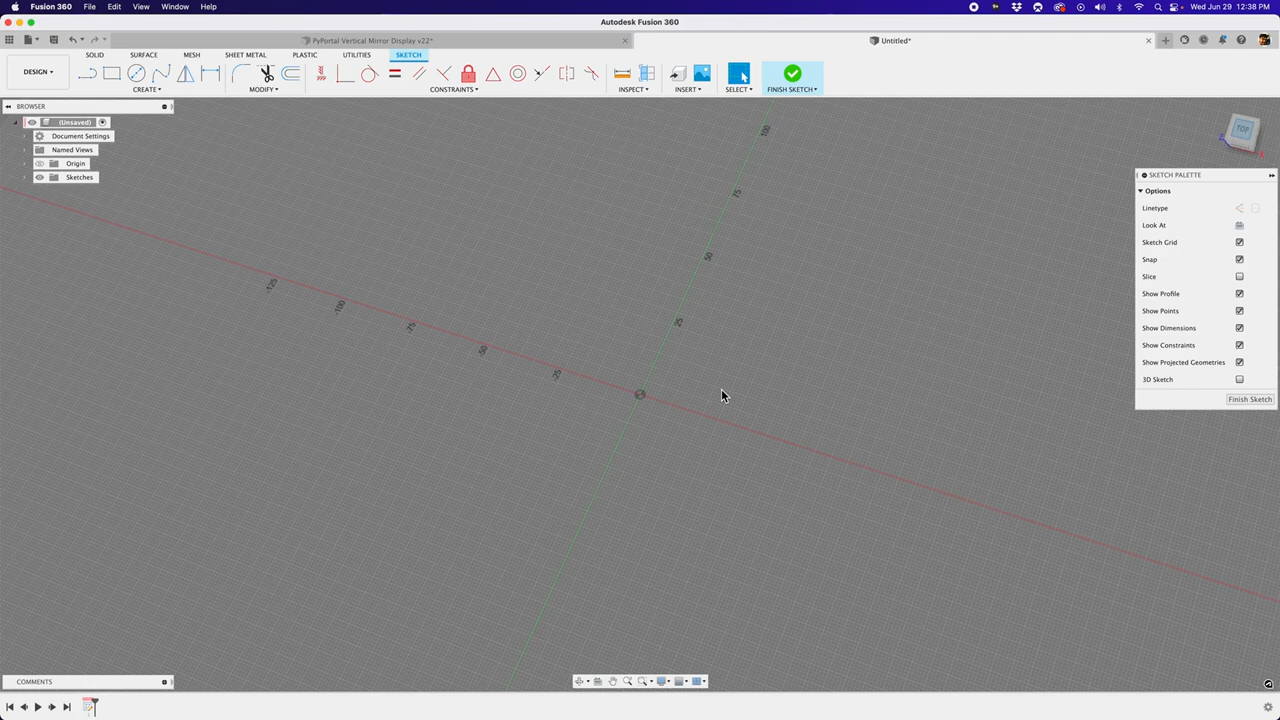 Fusion 360 File Edit View Window Help Wed Jun 29 12:38 PM
Autodesk Fusion 360
PyPortal Vertical Mirror Display v22* Untitled*
DESIGN SOLID SURFACE MESH SHEET METAL PLASTIC UTILITIES SKETCH
CREATE MODIFY CONSTRAINTS INSPECT INSERT SELECT FINISH SKETCH
BROWSER
(Unsaved)
Document Settings
Named Views
Origin
Sketches
TOP
Z
X
SKETCH PALETTE
Options
Linetype
Look At
Sketch Grid
Snap
Slice
Show Profile
Show Points
Show Dimensions
Show Constraints
Show Projected Geometries
3D Sketch
Finish Sketch
100
75
50
25
-125
-100
-75
-50
-25
COMMENTS